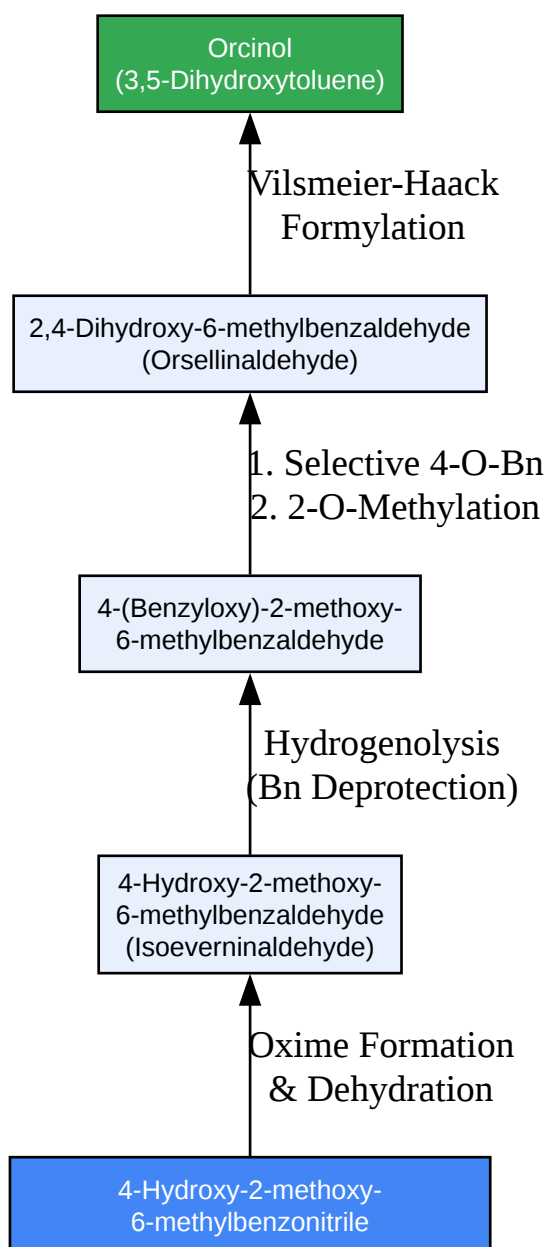 Orcinol
(3,5-Dihydroxytoluene)
Vilsmeier-Haack
Formylation
2,4-Dihydroxy-6-methylbenzaldehyde
(Orsellinaldehyde)
1. Selective 4-O-Bn
2. 2-O-Methylation
4-(Benzyloxy)-2-methoxy-
6-methylbenzaldehyde
Hydrogenolysis
(Bn Deprotection)
4-Hydroxy-2-methoxy-
6-methylbenzaldehyde
(Isoeverninaldehyde)
Oxime Formation
& Dehydration
4-Hydroxy-2-methoxy-
6-methylbenzonitrile